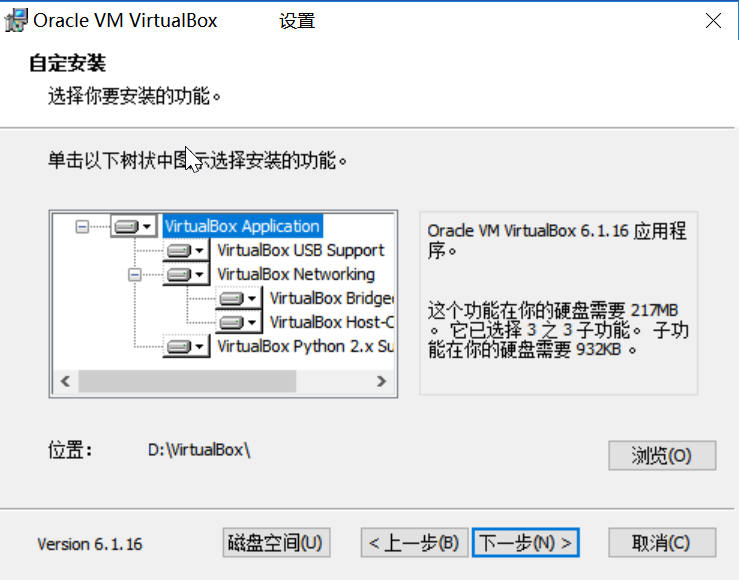 Oracle VM VirtualBox 设置
自定安装
选择你要安装的功能。
单击以下树状中图示选择安装的功能。
VirtualBox Application
VirtualBox USB Support
VirtualBox Networking
VirtualBox Bridge
VirtualBox Host-
VirtualBox Python 2.x Su
Oracle VM VirtualBox 6.1.16 应用程
序。
这个功能在你的硬盘需要 217MB
。它已选择 3 之 3 子功能。 子功
能在你的硬盘需要 932KB 。
位置：
D:\VirtualBox\
浏览(O)
Version 6.1.16
磁盘空间(U)
< 上一步(B)
下一步(N) >
取消(C)